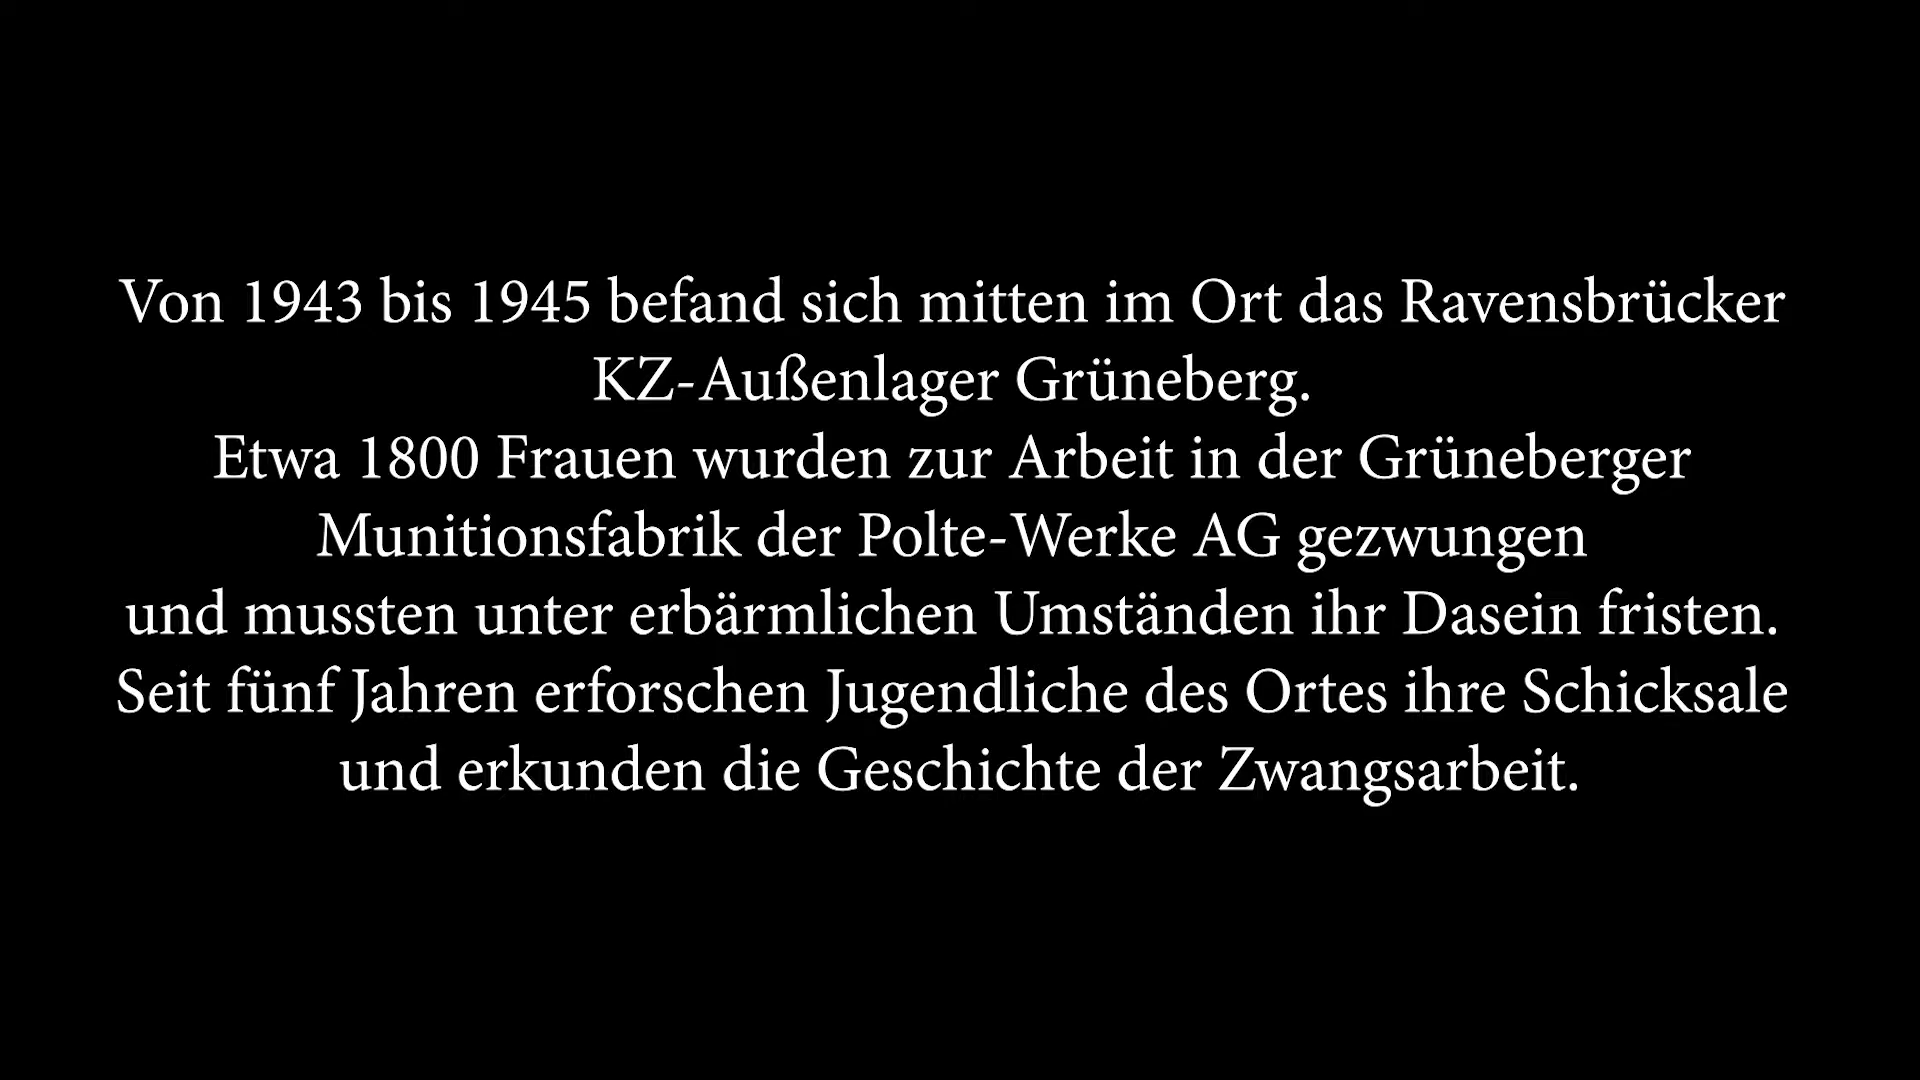 Von 1943 bis 1945 befand sich mitten im Ort das Ravensbrücker
KZ-Außenlager Grüneberg.
Etwa 1800 Frauen wurden zur Arbeit in der Grüneberger
Munitionsfabrik der Polte-Werke AG gezwungen
und mussten unter erbärmlichen Umständen ihr Dasein fristen.
Seit fünf Jahren erforschen Jugendliche des Ortes ihre Schicksale
und erkunden die Geschichte der Zwangsarbeit.